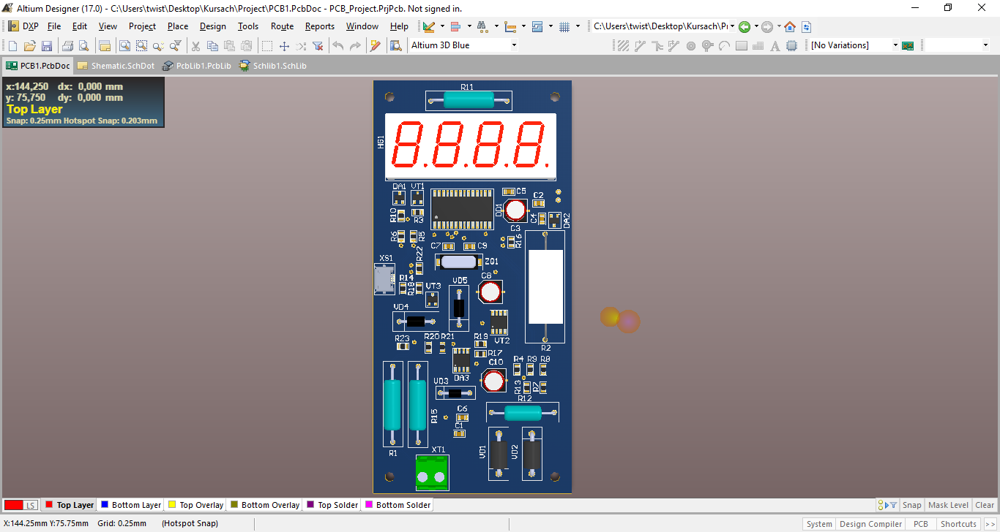 Altium Designer (17.0) - C:\Users\twist\Desktop\Kursach\Project\PCB1.PcbDoc - PCB_Project.PrjPcb. Not signed in.
DXP File Edit View Project Place Design Tools Route Reports Window Help C:\Users\twist\Desktop\Kursach\Pr
Altium 3D Blue [No Variations]
PCB1.PcbDoc Shematic.SchDot PcbLib1.PcbLib Schlib1.SchLib
x:144,250 dx: 0,000 mm
y: 75,750 dy: 0,000 mm
Top Layer
Snap: 0.25mm Hotspot Snap: 0.203mm
R11
HG1
8.8.8.8.
DA1 VT1 C5 C2
R10 R3 DD1 C3 C4 DA2
R6 R5 C7 C9 R16
XS1 R22 ZQ1
R14 R18 VT3 VD5 C8
VD4 VT2
R23 R20 R21 R19 R2
R17
DA3 C10 R4 R9 R8
VD3 R13 R7
R12
R15 C6
C1
R1 XT1 VD1 VD2
LS Top Layer Bottom Layer Top Overlay Bottom Overlay Top Solder Bottom Solder Snap Mask Level Clear
X:144.25mm Y:75.75mm Grid: 0.25mm (Hotspot Snap) System Design Compiler PCB Shortcuts >>